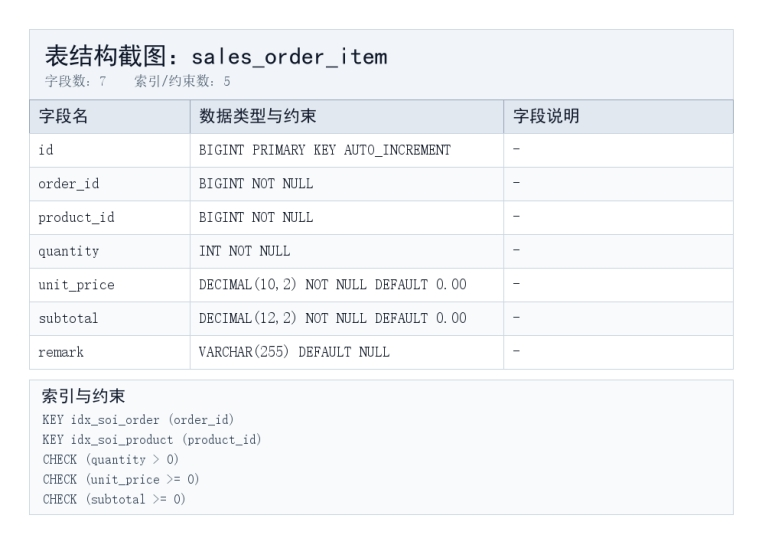 表结构截图：sales_order_item
字段数：7 索引/约束数：5
字段名 数据类型与约束 字段说明
id BIGINT PRIMARY KEY AUTO_INCREMENT -
order_id BIGINT NOT NULL -
product_id BIGINT NOT NULL -
quantity INT NOT NULL -
unit_price DECIMAL(10,2) NOT NULL DEFAULT 0.00 -
subtotal DECIMAL(12,2) NOT NULL DEFAULT 0.00 -
remark VARCHAR(255) DEFAULT NULL -
索引与约束
KEY idx_soi_order (order_id)
KEY idx_soi_product (product_id)
CHECK (quantity > 0)
CHECK (unit_price >= 0)
CHECK (subtotal >= 0)